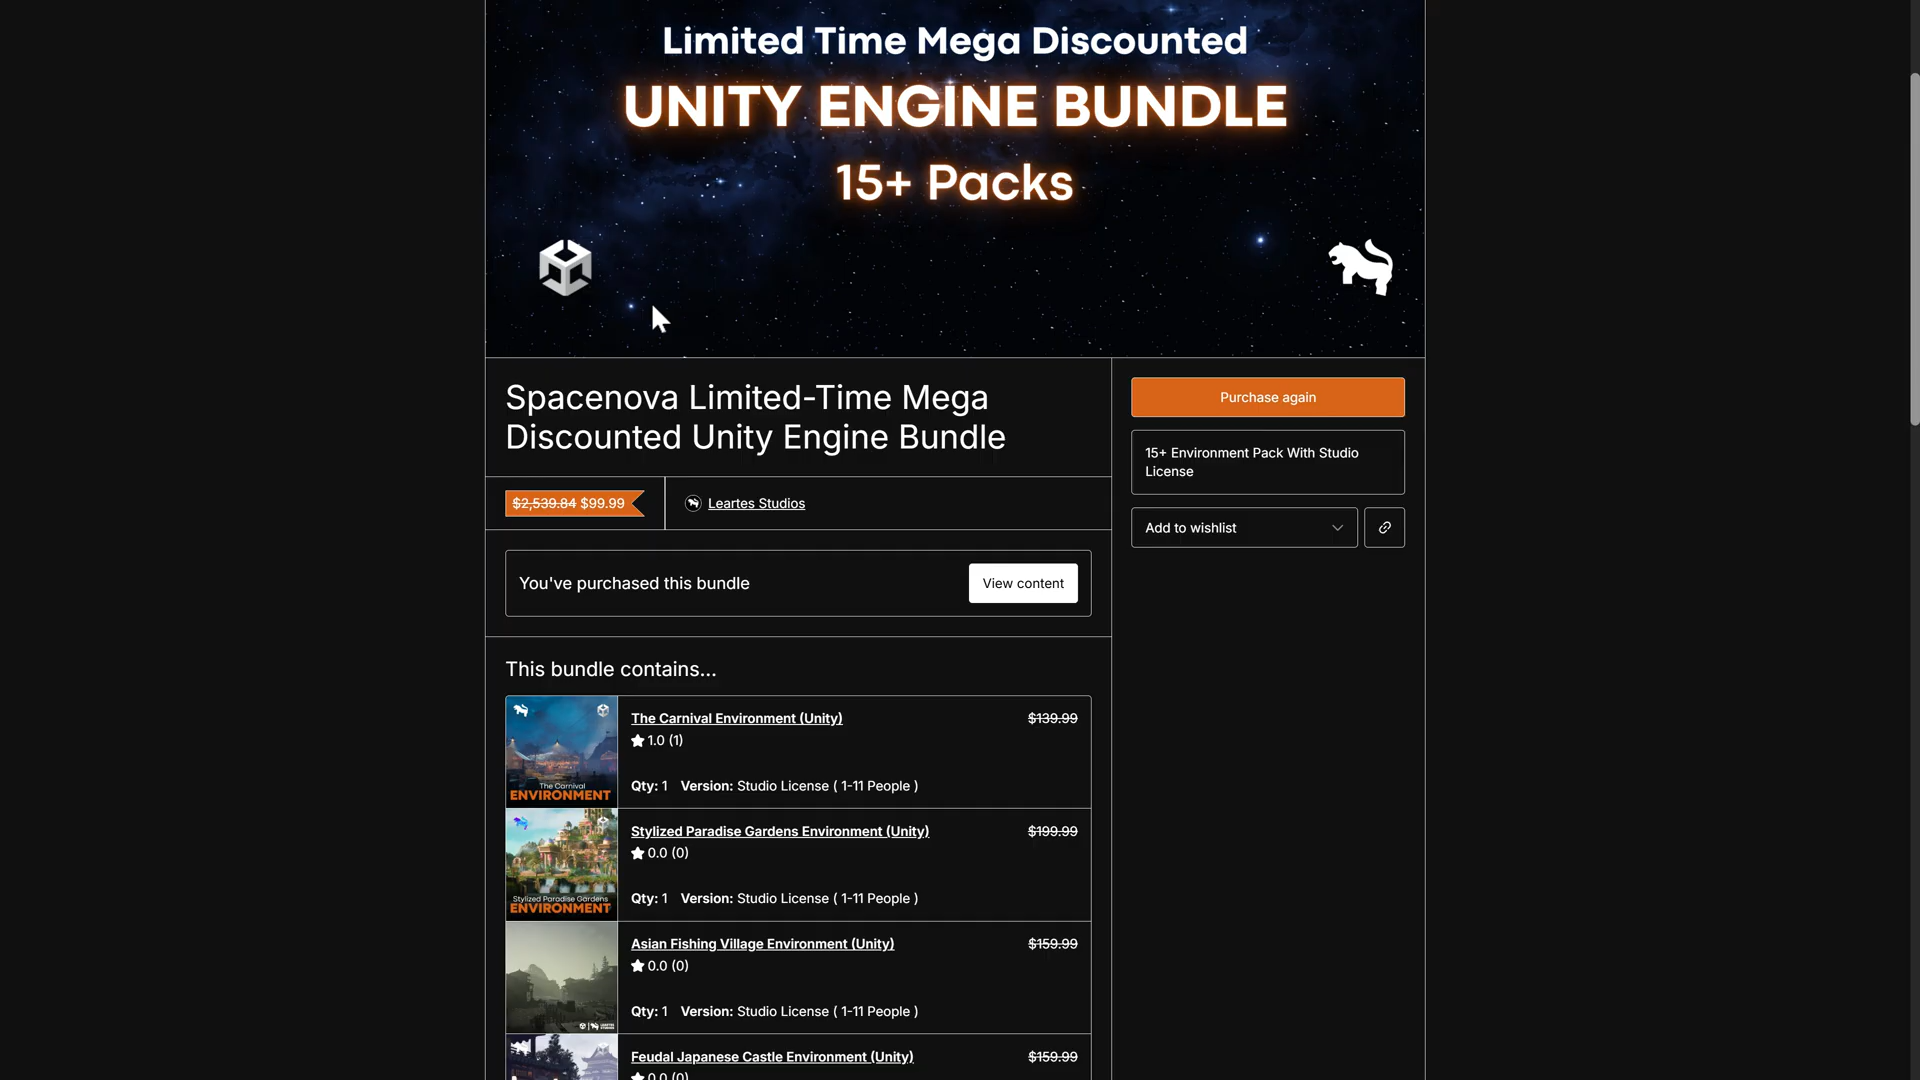 Limited Time Mega Discounted
UNITY ENGINE BUNDLE
15+ Packs
Spacenova Limited-Time Mega
Discounted Unity Engine Bundle
$2,539.84 $99.99
Leartes Studios
You've purchased this bundle
View content
Purchase again
15+ Environment Pack With Studio
License
Add to wishlist
This bundle contains...
The Carnival
ENVIRONMENT
The Carnival Environment (Unity)
$139.99
1.0 (1)
Qty: 1 Version: Studio License ( 1-11 People )
Stylized Paradise Gardens
ENVIRONMENT
Stylized Paradise Gardens Environment (Unity)
$199.99
0.0 (0)
Qty: 1 Version: Studio License ( 1-11 People )
Asian Fishing Village Environment (Unity)
$159.99
0.0 (0)
Qty: 1 Version: Studio License ( 1-11 People )
Feudal Japanese Castle Environment (Unity)
$159.99
0.0 (0)